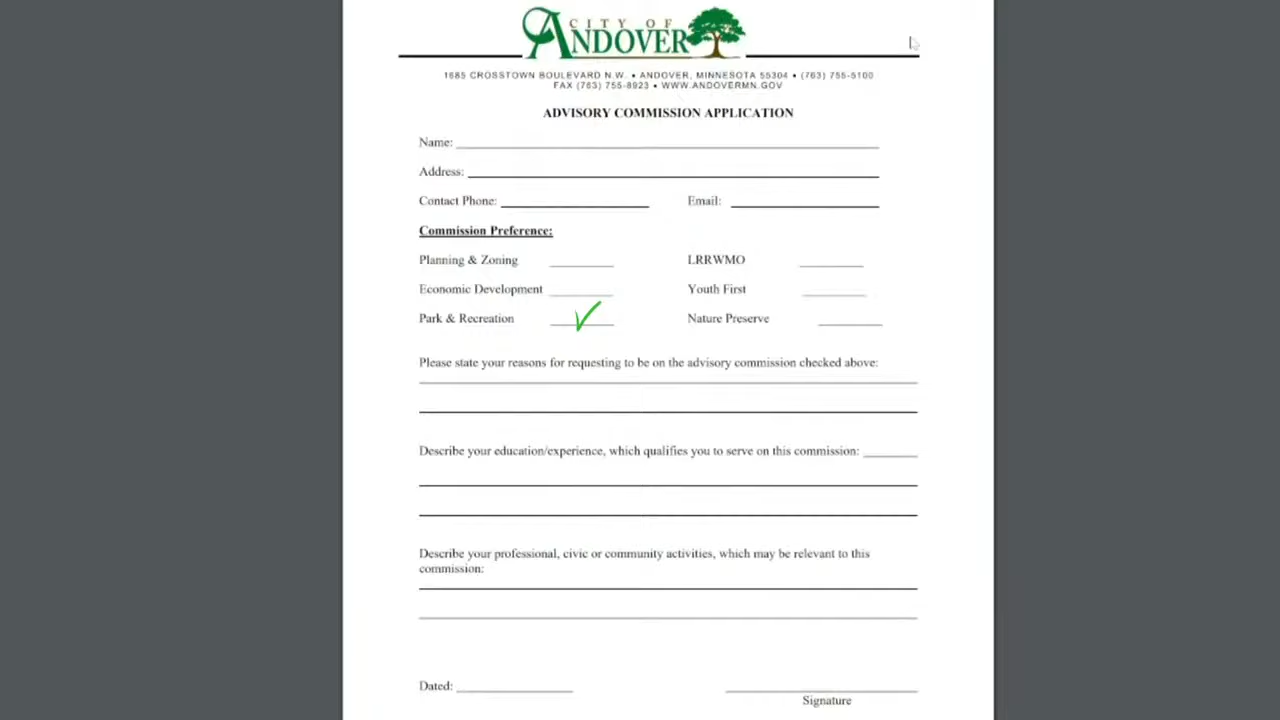 CITY OF
ANDOVER
1685 CROSSTOWN BOULEVARD N.W. • ANDOVER, MINNESOTA 55304 • (763) 755-5100
FAX (763) 755-8923 • WWW.ANDOVERMN.GOV
ADVISORY COMMISSION APPLICATION
Name:
Address:
Contact Phone: Email:
Commission Preference:
Planning & Zoning LRRWMO
Economic Development Youth First
Park & Recreation ✓ Nature Preserve
Please state your reasons for requesting to be on the advisory commission checked above:
Describe your education/experience, which qualifies you to serve on this commission:
Describe your professional, civic or community activities, which may be relevant to this
commission:
Dated:
Signature